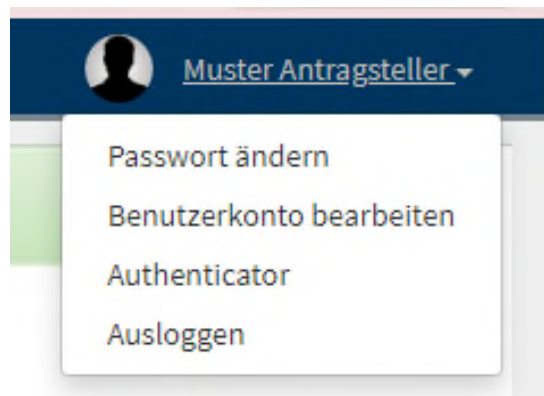 Muster Antragsteller
Passwort ändern
Benutzerkonto bearbeiten
Authenticator
Ausloggen